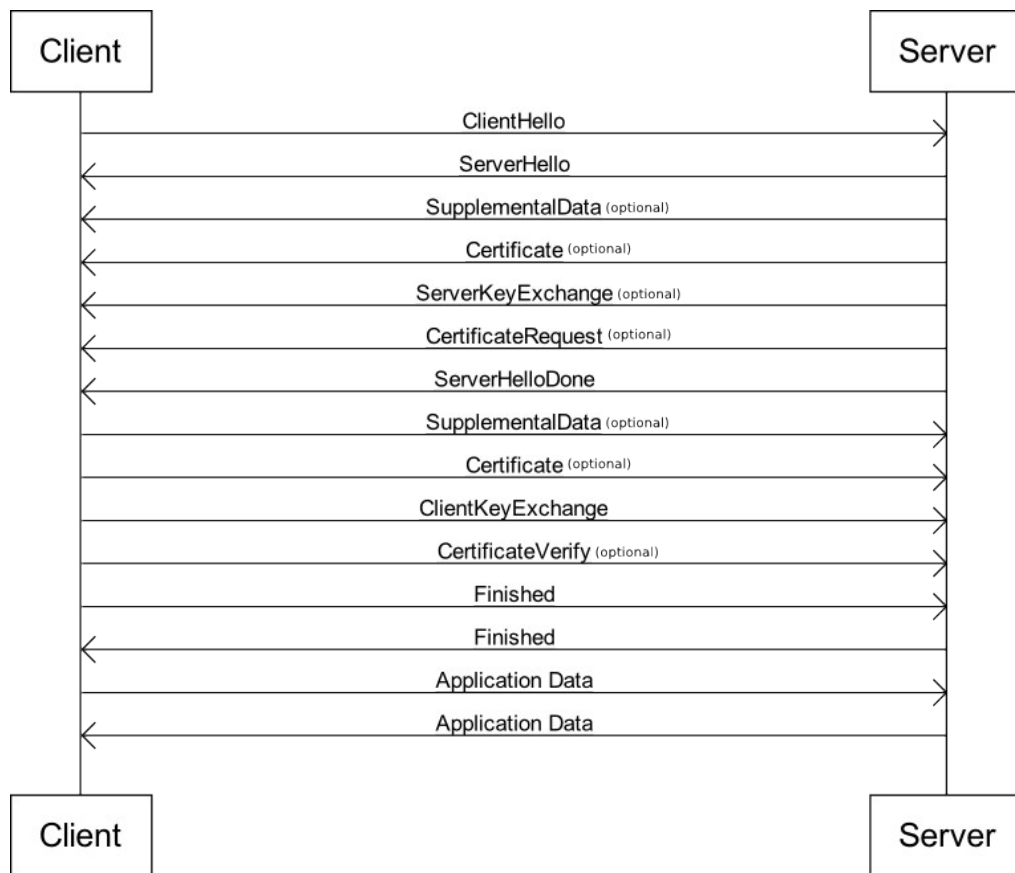 Client Server
ClientHello
ServerHello
SupplementalData (optional)
Certificate (optional)
ServerKeyExchange (optional)
CertificateRequest (optional)
ServerHelloDone
SupplementalData (optional)
Certificate (optional)
ClientKeyExchange
CertificateVerify (optional)
Finished
Finished
Application Data
Application Data
Client Server